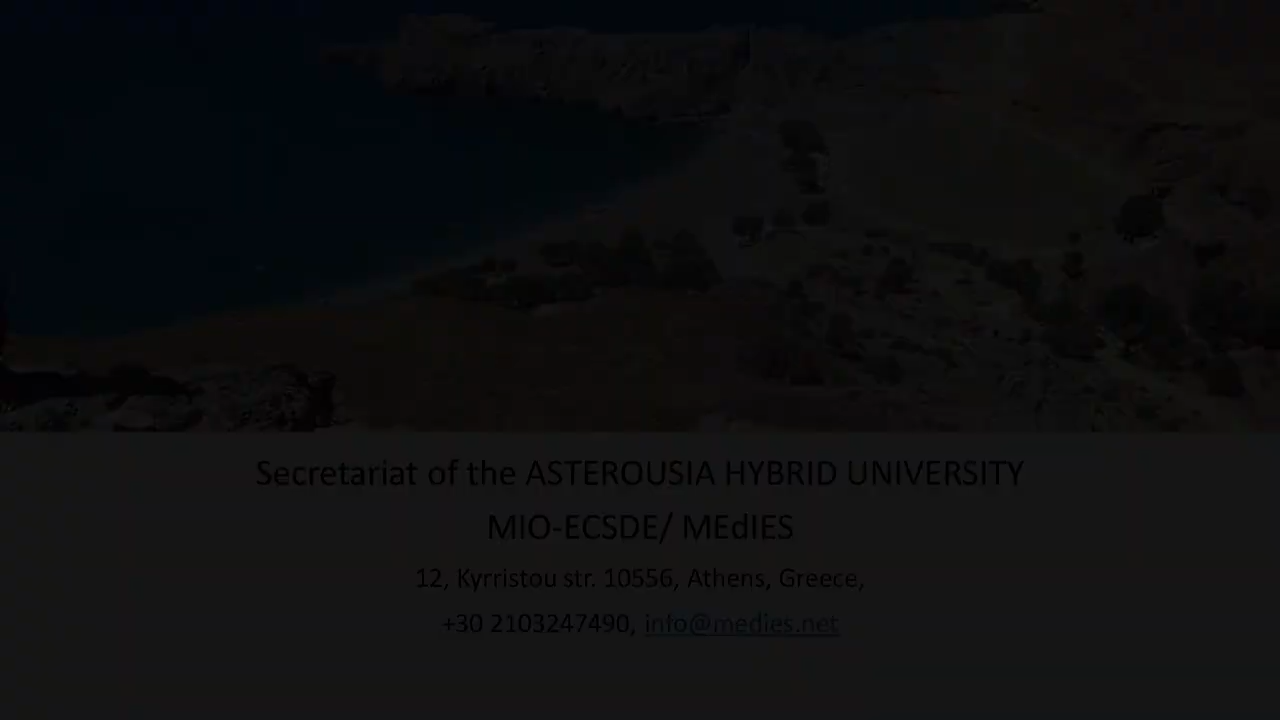 Secretariat of the ASTEROUSIA HYBRID UNIVERSITY
MIO-ECSDE/ MEdIES
12, Kyrristou str. 10556, Athens, Greece,
+30 2103247490, info@medies.net